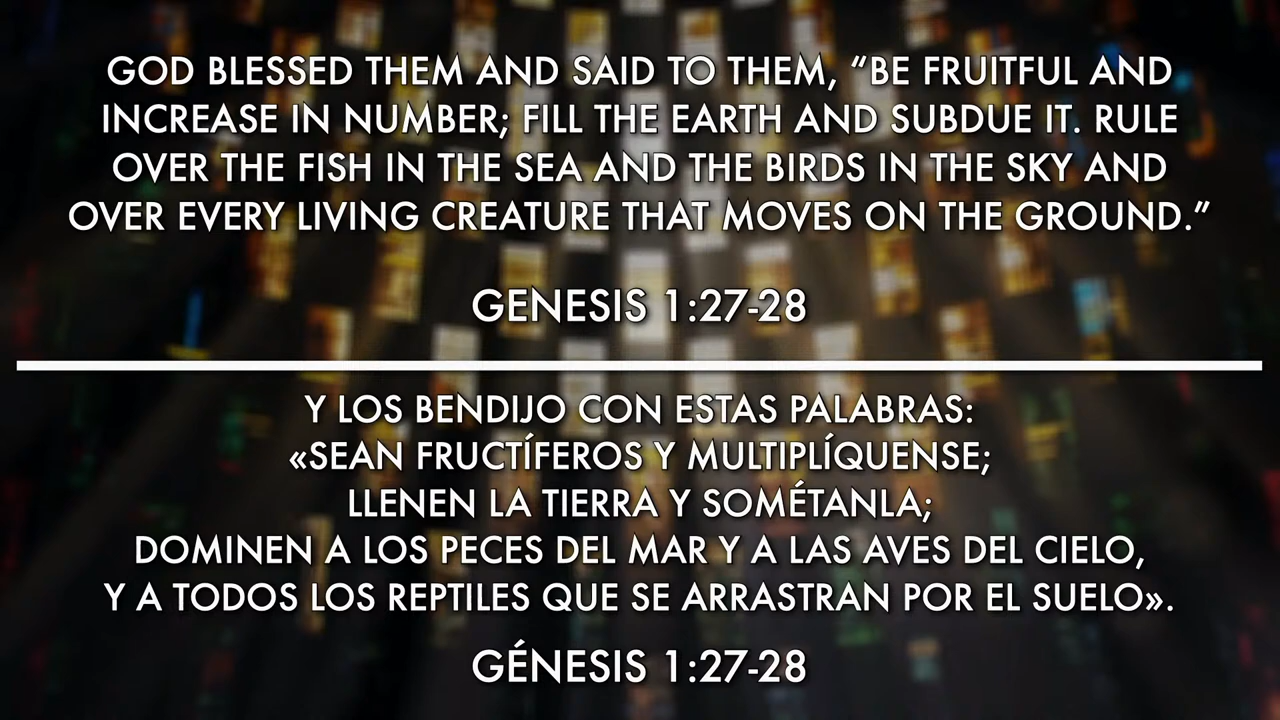 GOD BLESSED THEM AND SAID TO THEM, “BE FRUITFUL AND
INCREASE IN NUMBER; FILL THE EARTH AND SUBDUE IT. RULE
OVER THE FISH IN THE SEA AND THE BIRDS IN THE SKY AND
OVER EVERY LIVING CREATURE THAT MOVES ON THE GROUND.”
GENESIS 1:27-28
Y LOS BENDIJO CON ESTAS PALABRAS:
«SEAN FRUCTÍFEROS Y MULTIPLÍQUENSE;
LLENEN LA TIERRA Y SOMÉTANLA;
DOMINEN A LOS PECES DEL MAR Y A LAS AVES DEL CIELO,
Y A TODOS LOS REPTILES QUE SE ARRASTRAN POR EL SUELO».
GÉNESIS 1:27-28